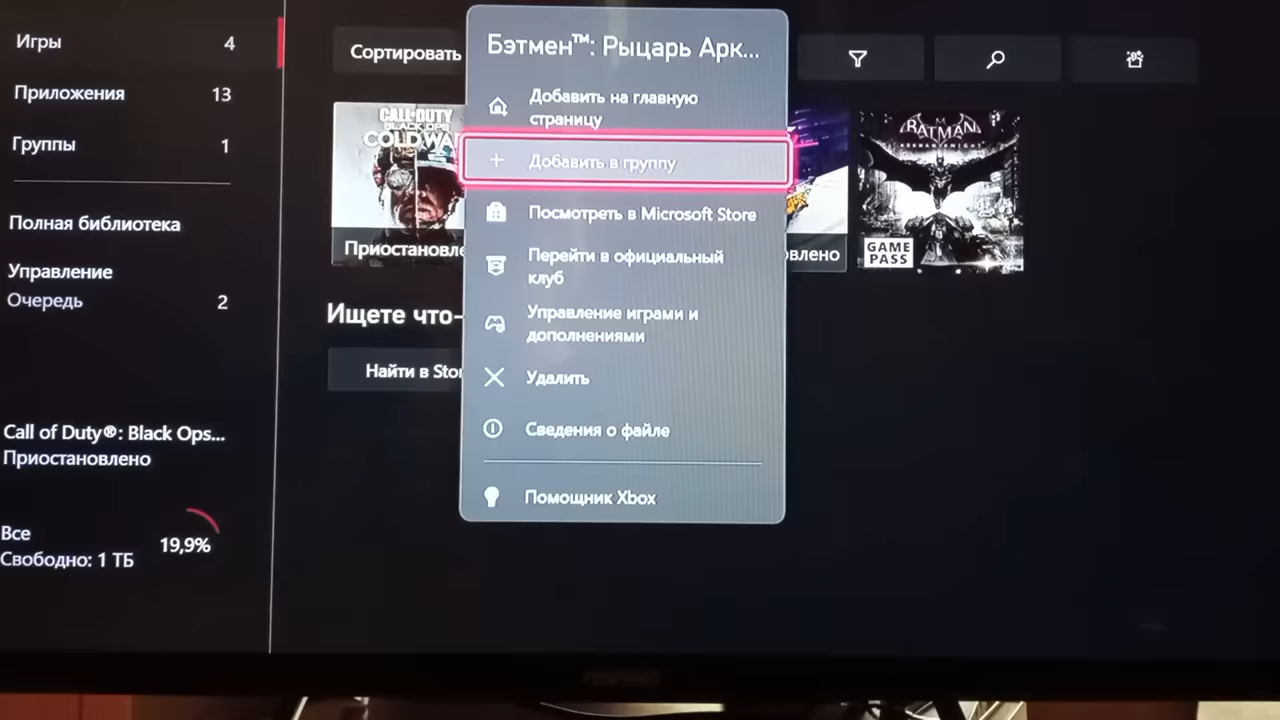 Игры 4
Приложения 13
Группы 1
Полная библиотека
Управление
Очередь 2
Call of Duty®: Black Ops...
Приостановлено
Все
Свободно: 1 ТБ
19,9%
Сортировать
CALL·DUTY
BLACK OPS
COLD WA
Приостановле
овлено
BATMAN
ARKHAM KNIGHT
GAME
PASS
Ищете что-
Найти в Stor
Бэтмен™: Рыцарь Арк...
Добавить на главную
страницу
Добавить в группу
Посмотреть в Microsoft Store
Перейти в официальный
клуб
Управление играми и
дополнениями
Удалить
Сведения о файле
Помощник Xbox